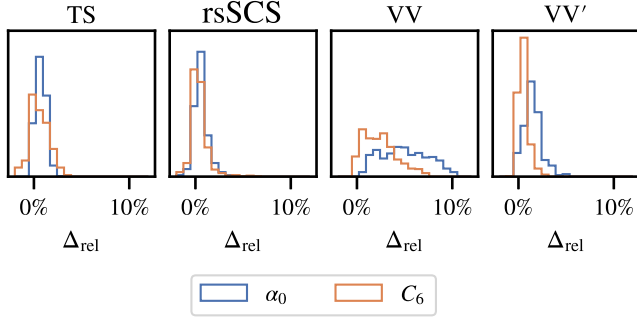 TS rsSCS VV VV′
0% 10% 0% 10% 0% 10% 0% 10%
Δrel Δrel Δrel Δrel
α0 C6